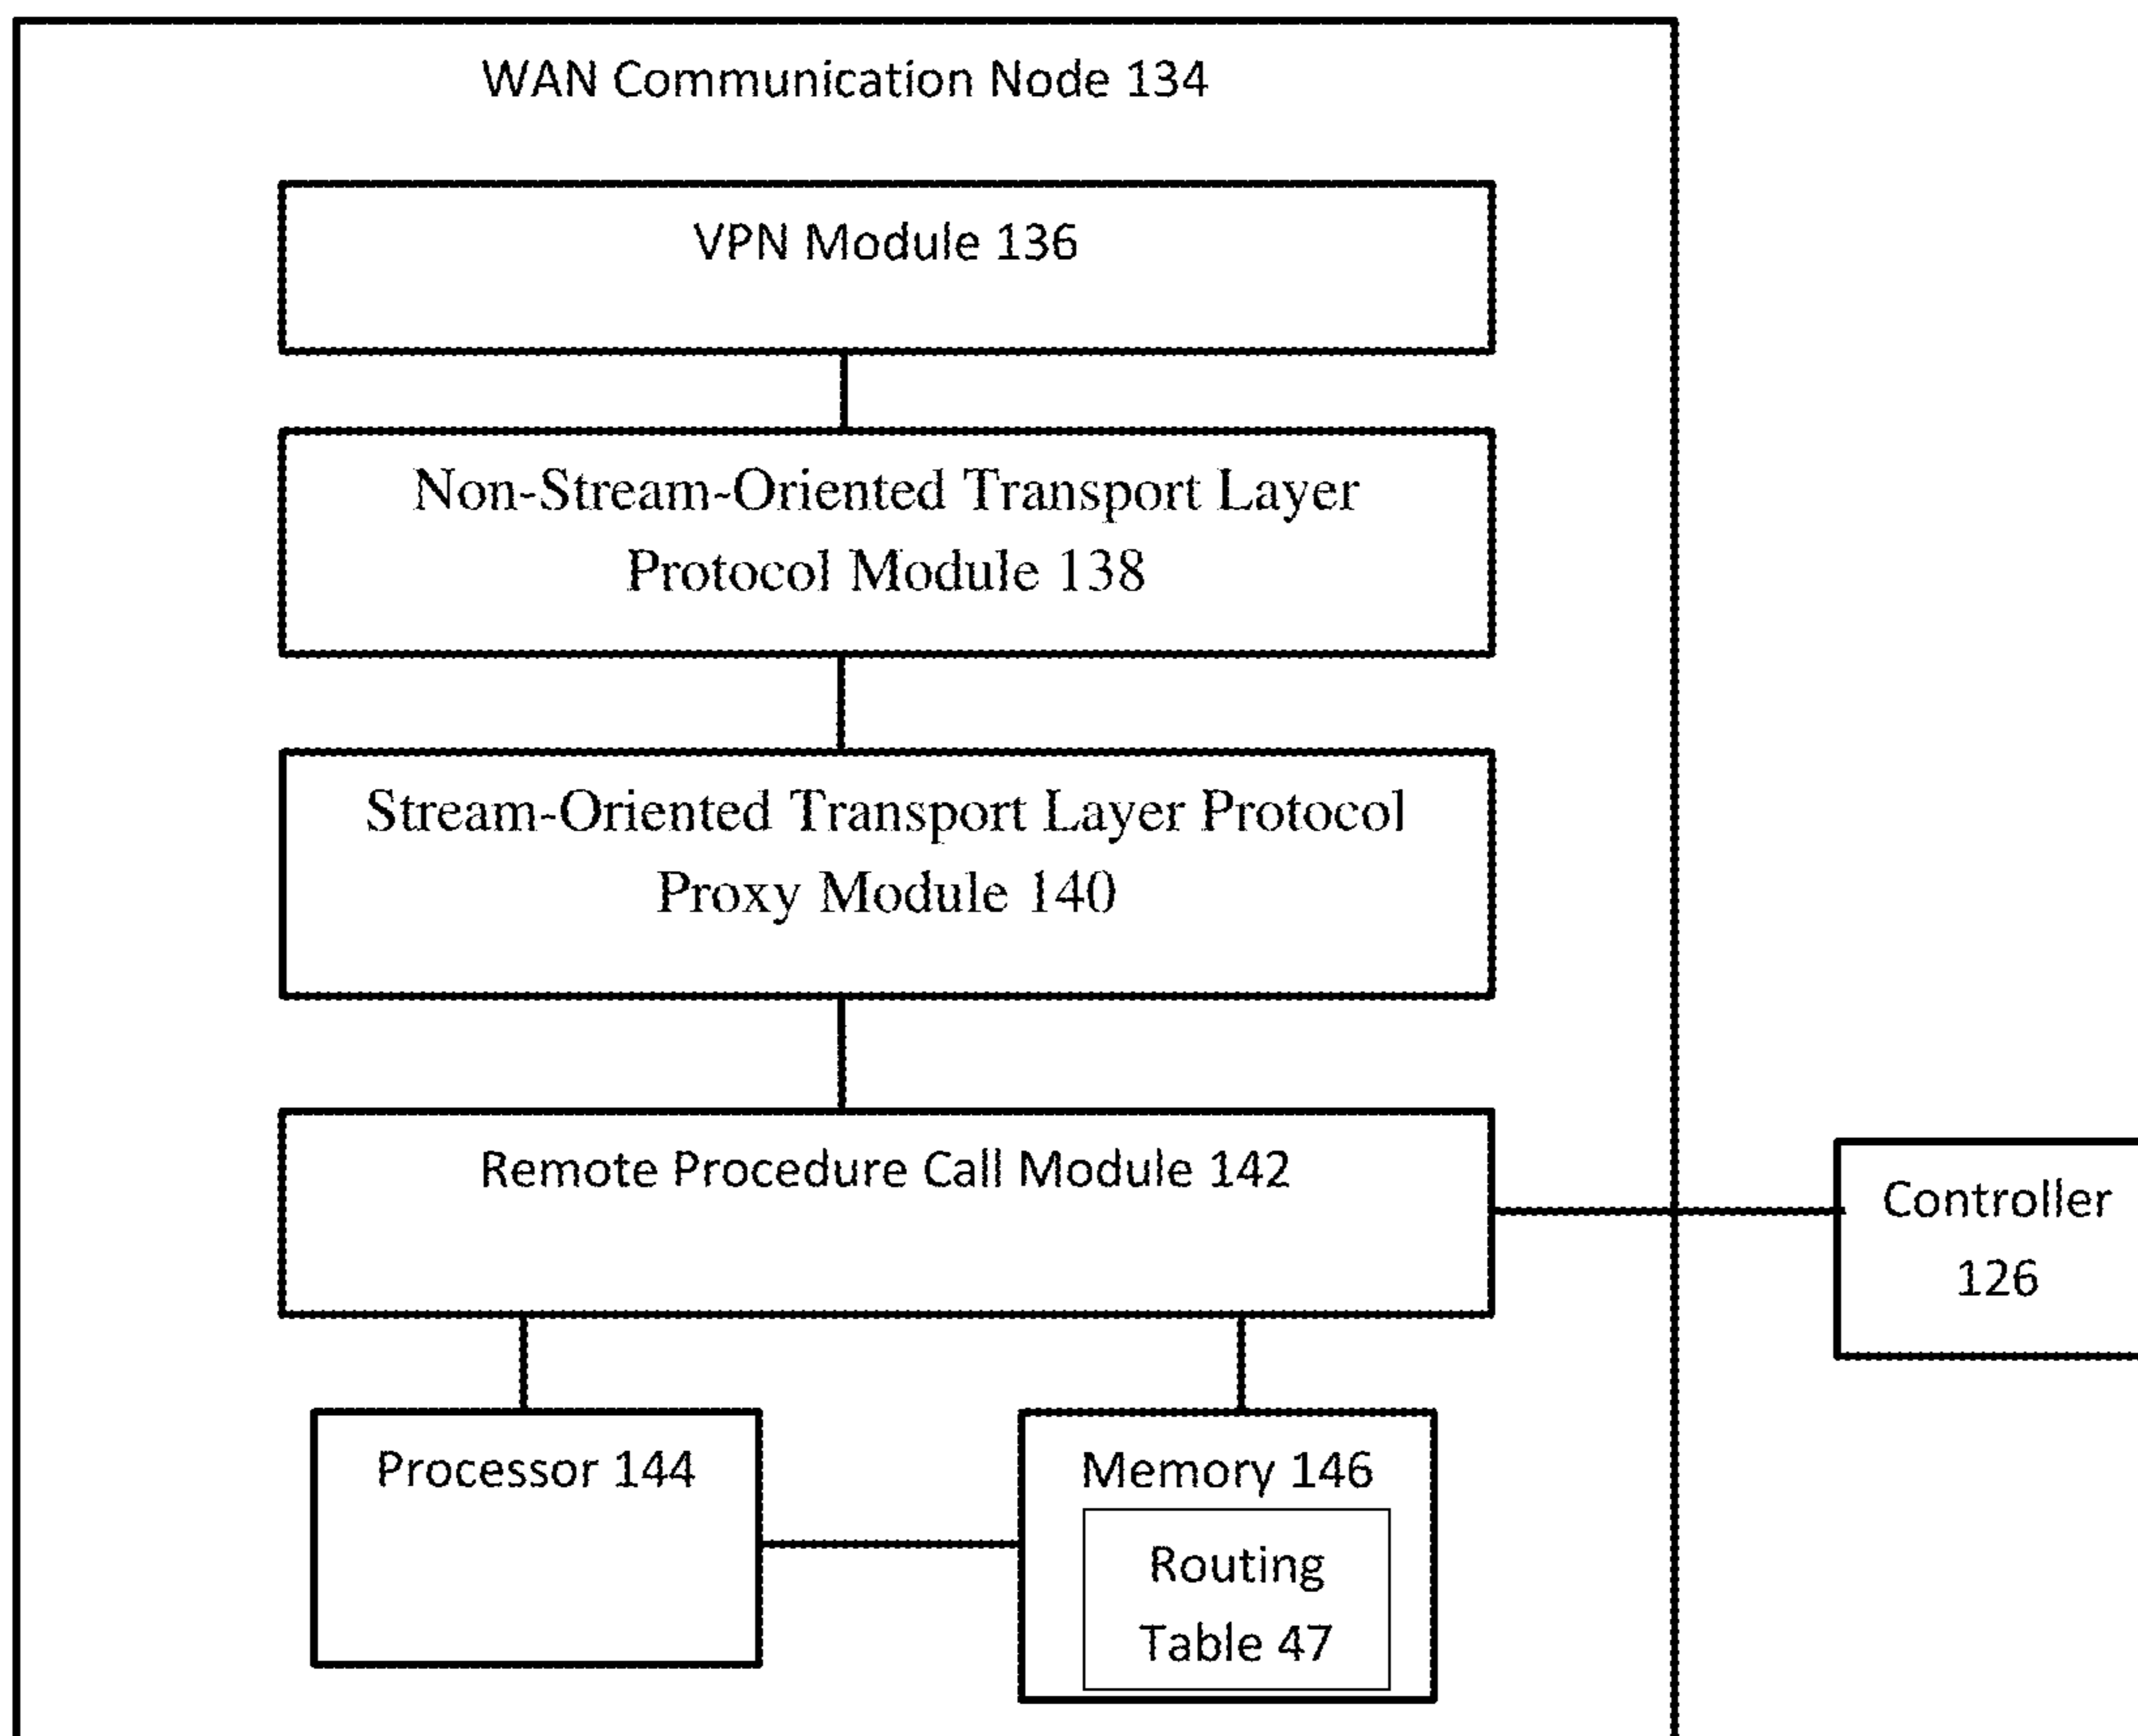 WAN Communication Node 134
VPN Module 136
Non-Stream-Oriented Transport Layer
Protocol Module 138
Stream-Oriented Transport Layer Protocol
Proxy Module 140
Remote Procedure Call Module 142
Controller
126
Processor 144
Memory 146
Routing
Table 47